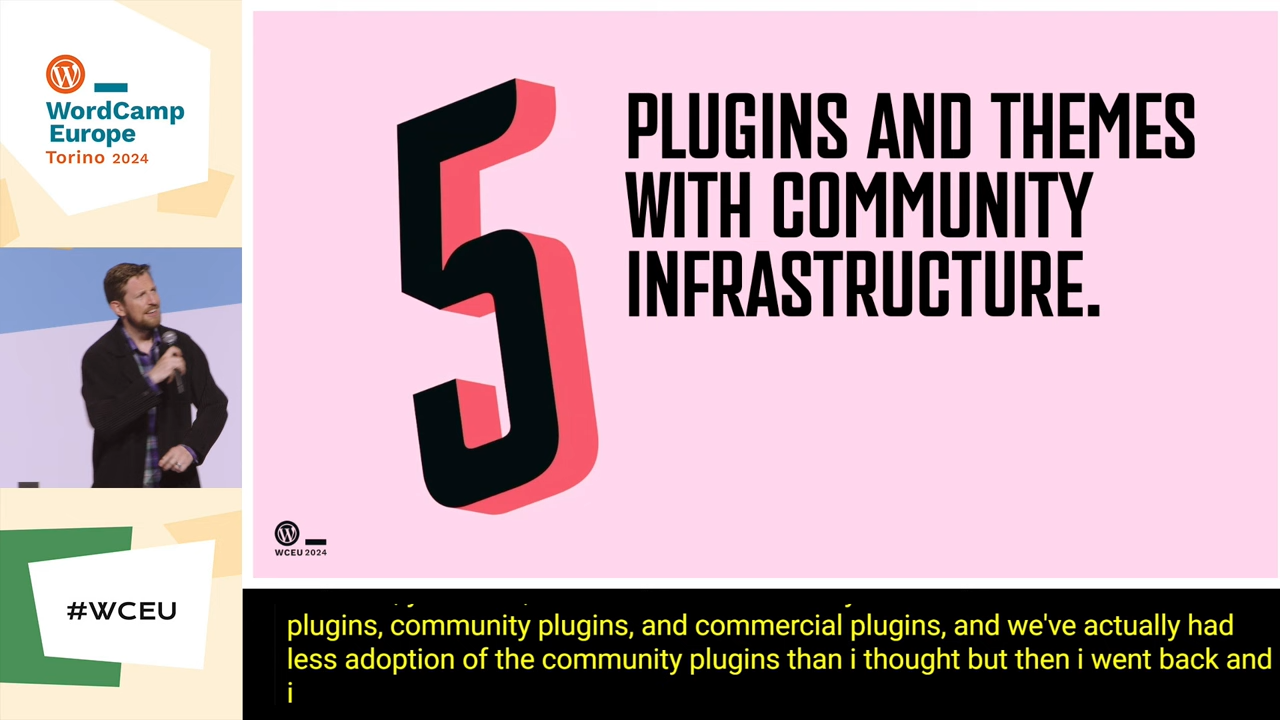 WordCamp
Europe
Torino 2024
5
PLUGINS AND THEMES
WITH COMMUNITY
INFRASTRUCTURE.
WCEU 2024
#WCEU
plugins, community plugins, and commercial plugins, and we've actually had
less adoption of the community plugins than i thought but then i went back and
i